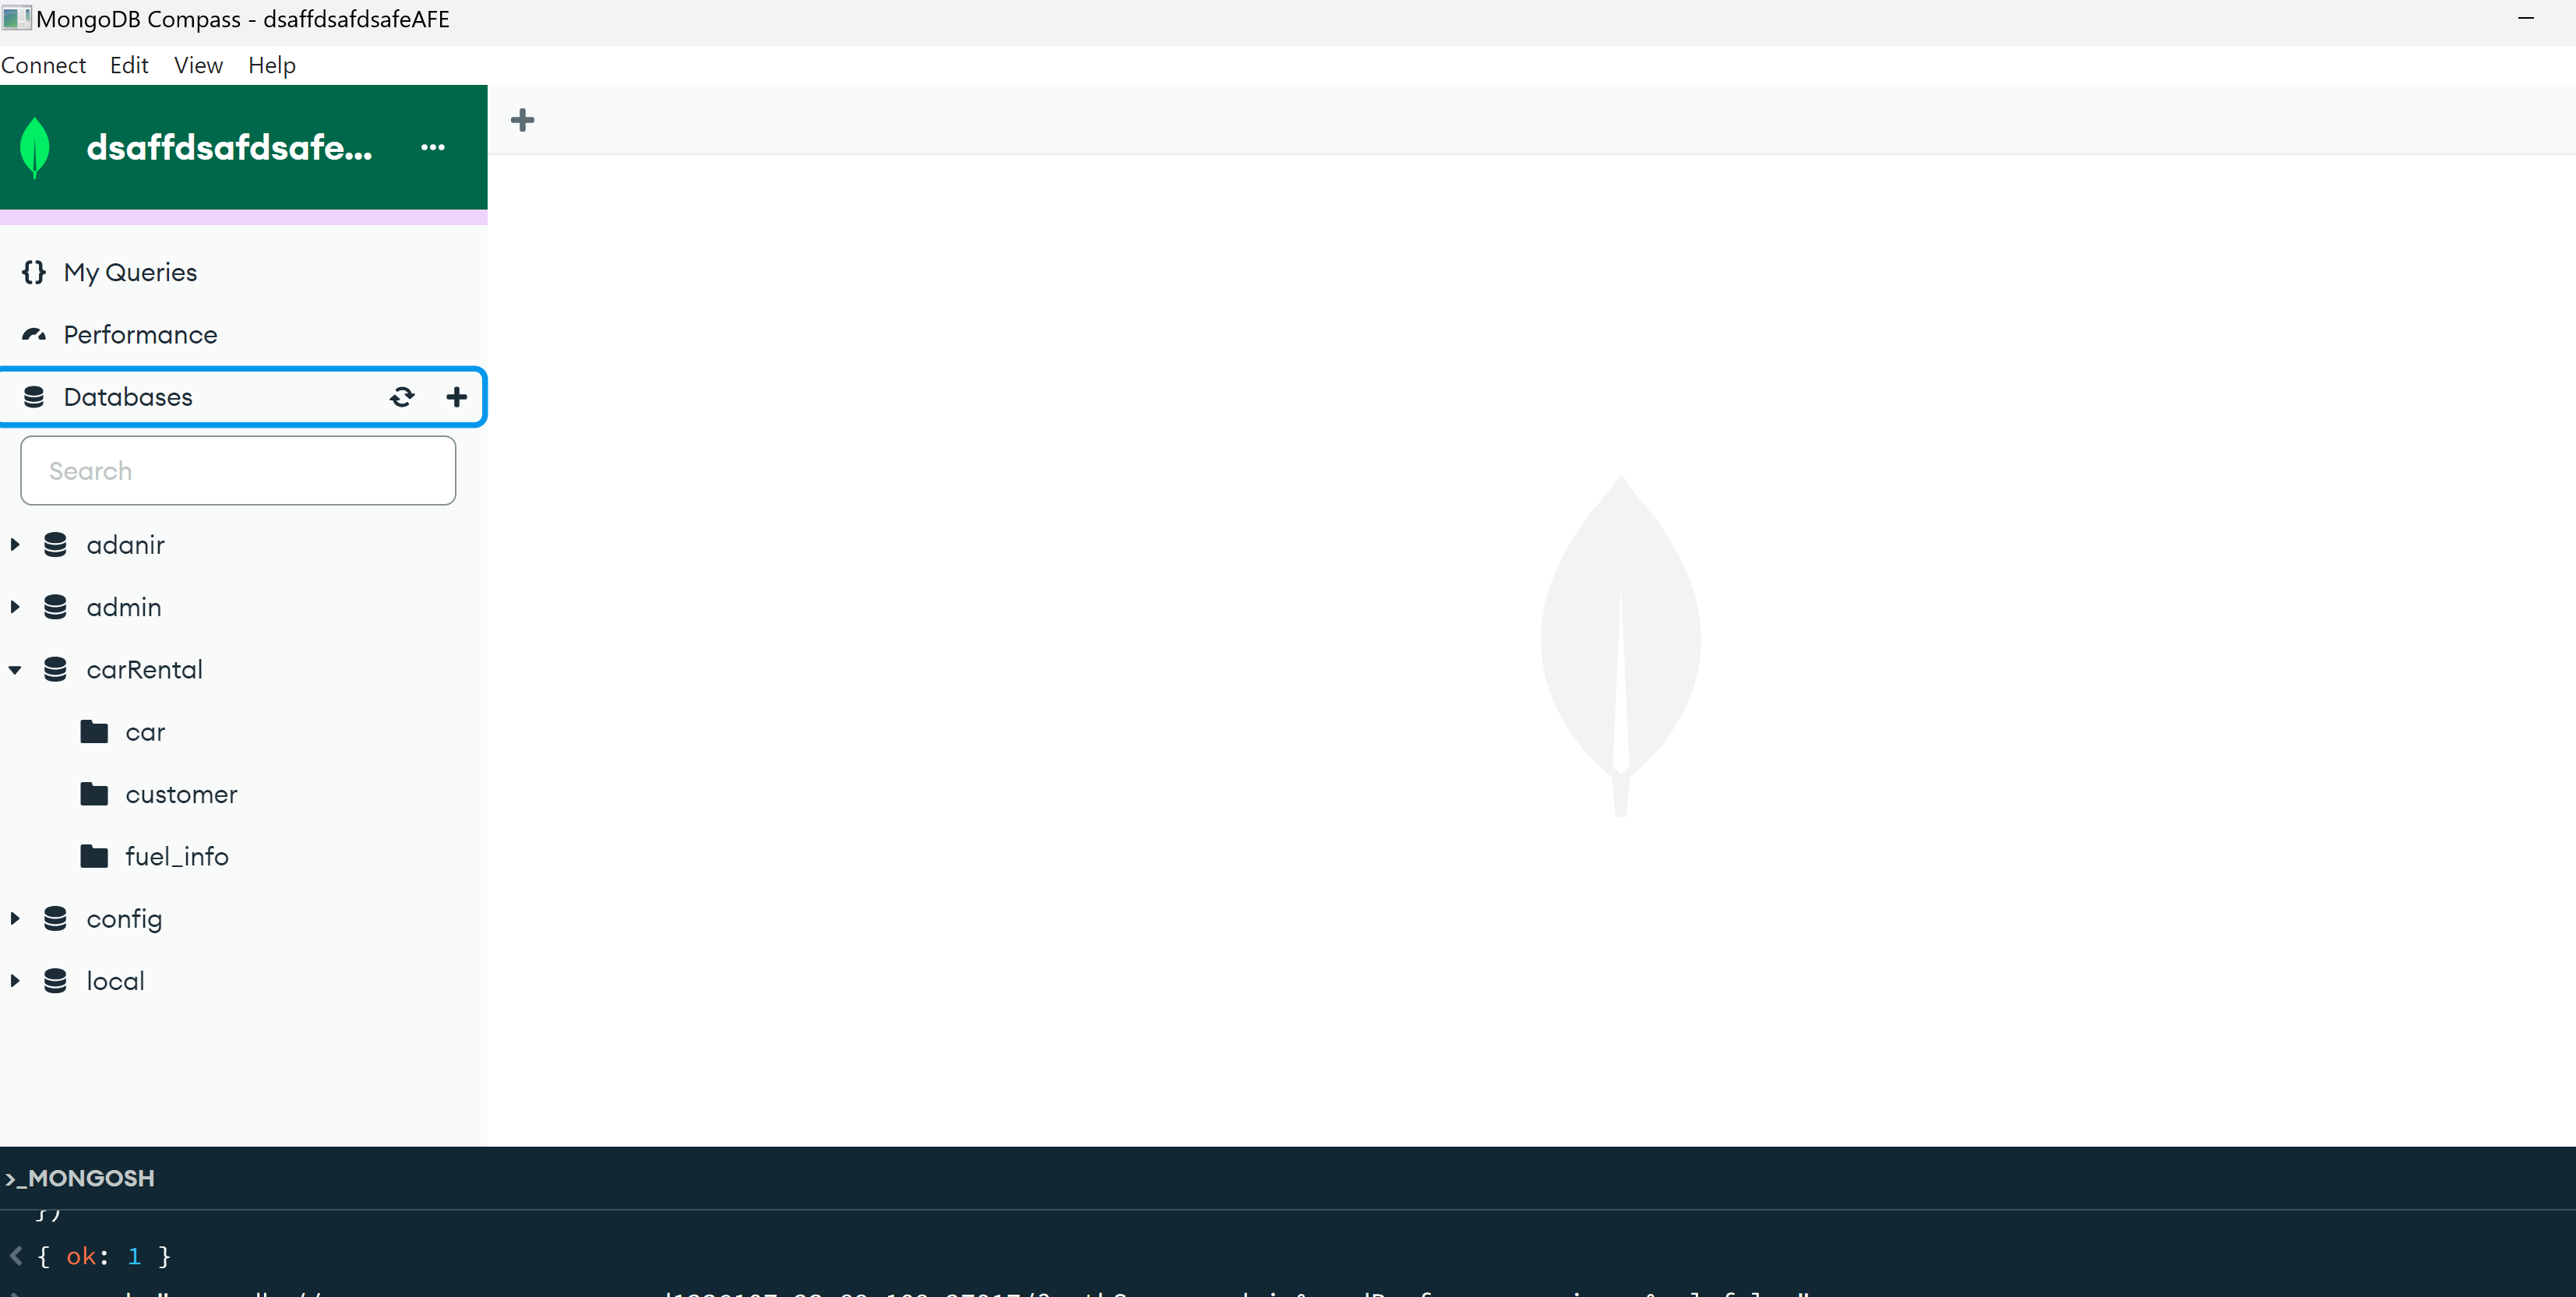 MongoDB Compass - dsaffdsafdsafeAFE
Connect Edit View Help
dsaffdsafdsafe...
My Queries
Performance
Databases
Search
adanir
admin
carRental
car
customer
fuel_info
config
local
>_MONGOSH
})
{ ok: 1 }